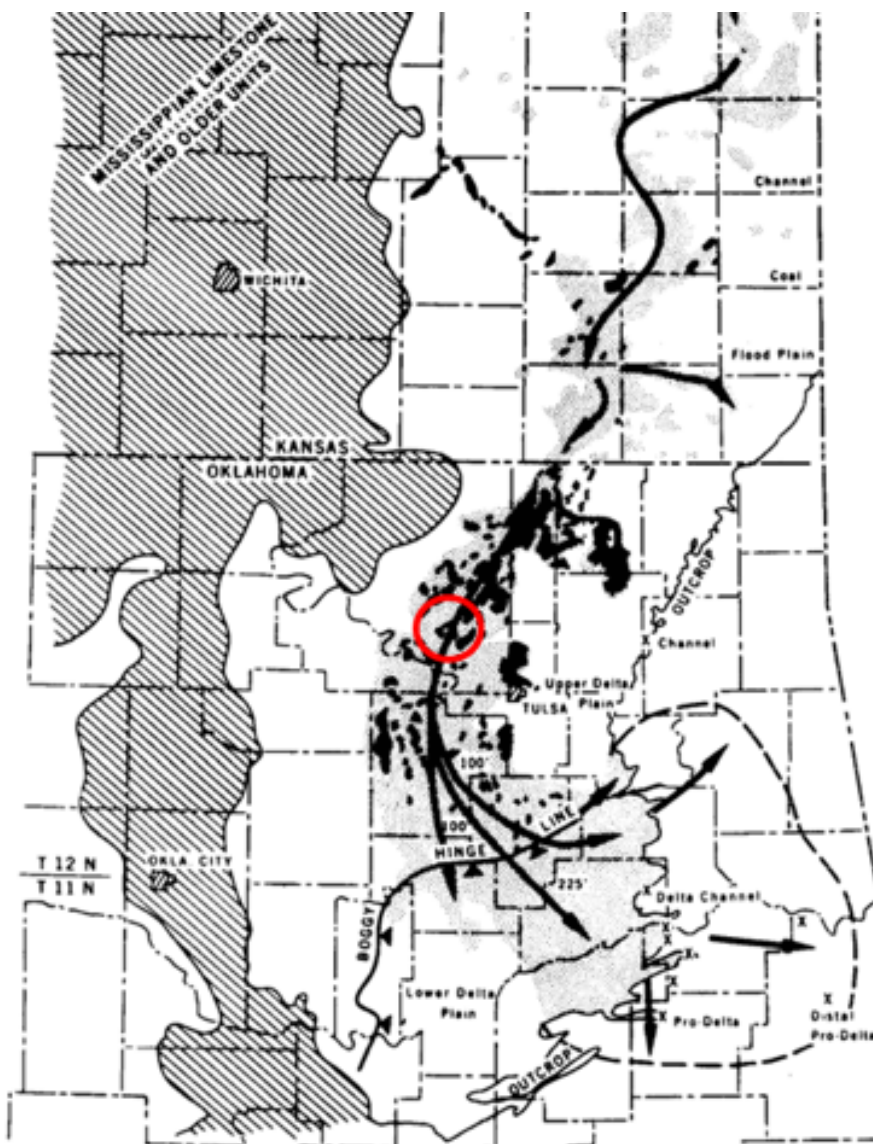 MISSISSIPPIAN LIMESTONE
AND OLDER UNITS
Channel
WICHITA
Coal
Flood Plain
KANSAS
OKLAHOMA
OUTCROP
Channel
Upper Delta
TULSA Plain
100'
100'
LINE
HINGE
T 12 N
T 11 N
OKLA. CITY
225'
Delta Channel
BOGGY
X
X
X
X
X
X
X
X
Lower Delta
Plain
X
Pro-Delta
Distal
Pro-Delta
OUTCROP